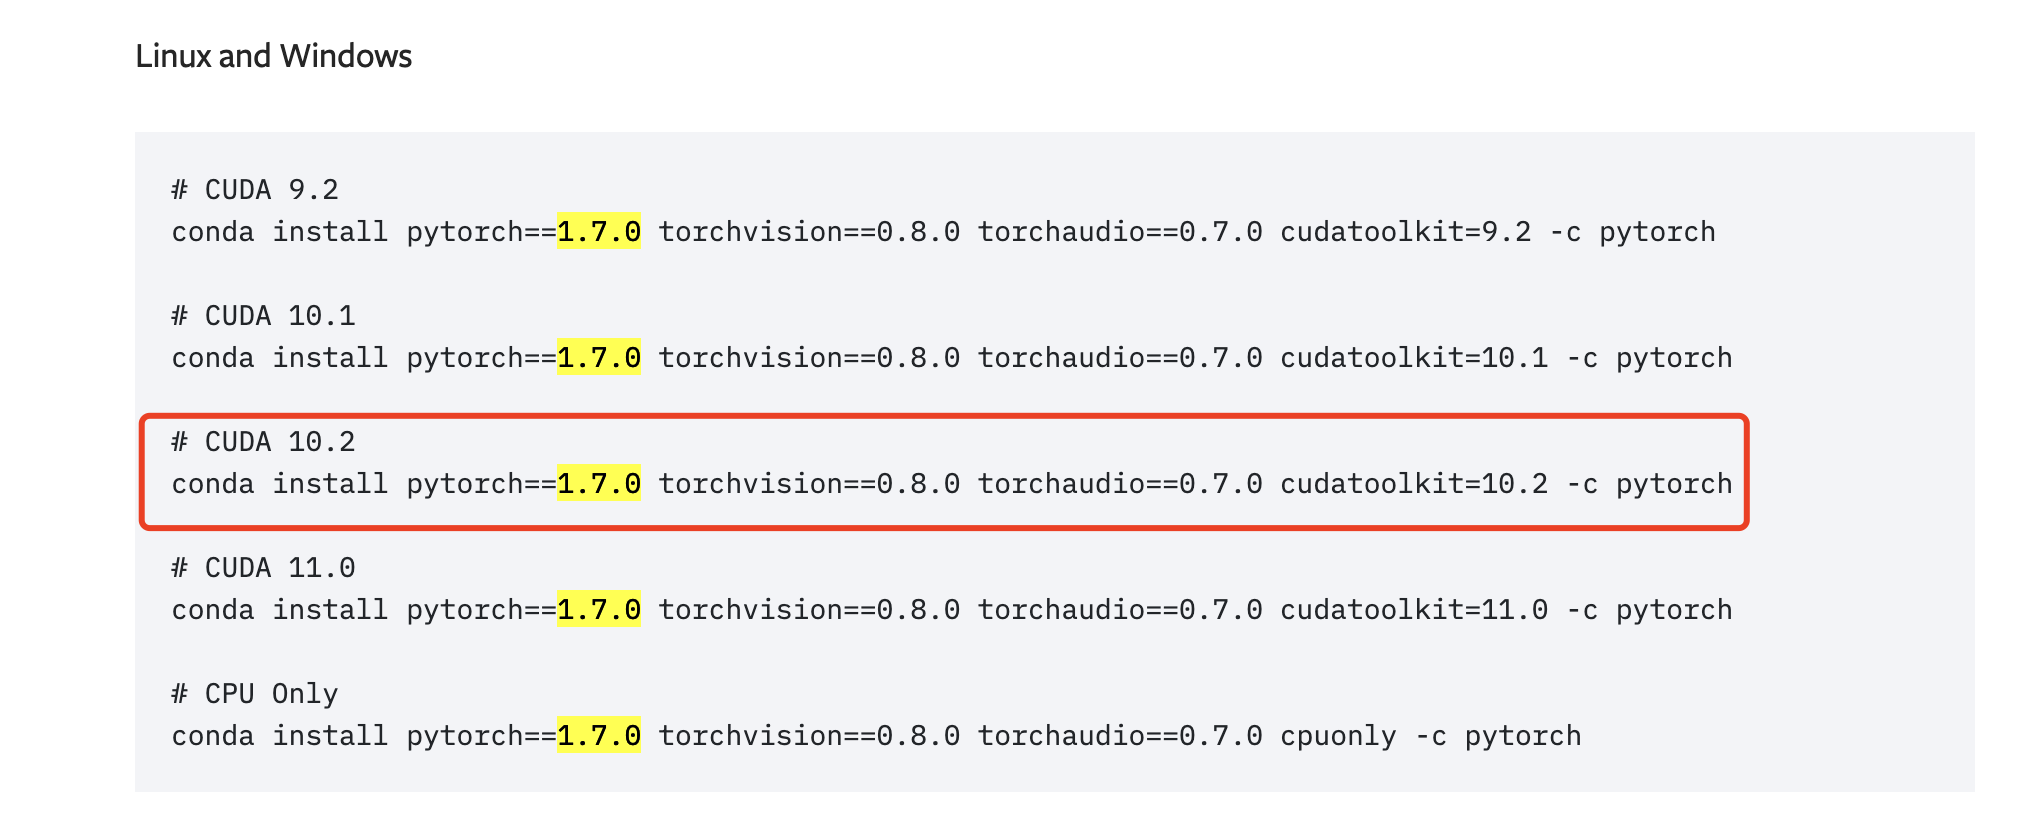 Linux and Windows
# CUDA 9.2
conda install pytorch==1.7.0 torchvision==0.8.0 torchaudio==0.7.0 cudatoolkit=9.2 -c pytorch
# CUDA 10.1
conda install pytorch==1.7.0 torchvision==0.8.0 torchaudio==0.7.0 cudatoolkit=10.1 -c pytorch
# CUDA 10.2
conda install pytorch==1.7.0 torchvision==0.8.0 torchaudio==0.7.0 cudatoolkit=10.2 -c pytorch
# CUDA 11.0
conda install pytorch==1.7.0 torchvision==0.8.0 torchaudio==0.7.0 cudatoolkit=11.0 -c pytorch
# CPU Only
conda install pytorch==1.7.0 torchvision==0.8.0 torchaudio==0.7.0 cpuonly -c pytorch